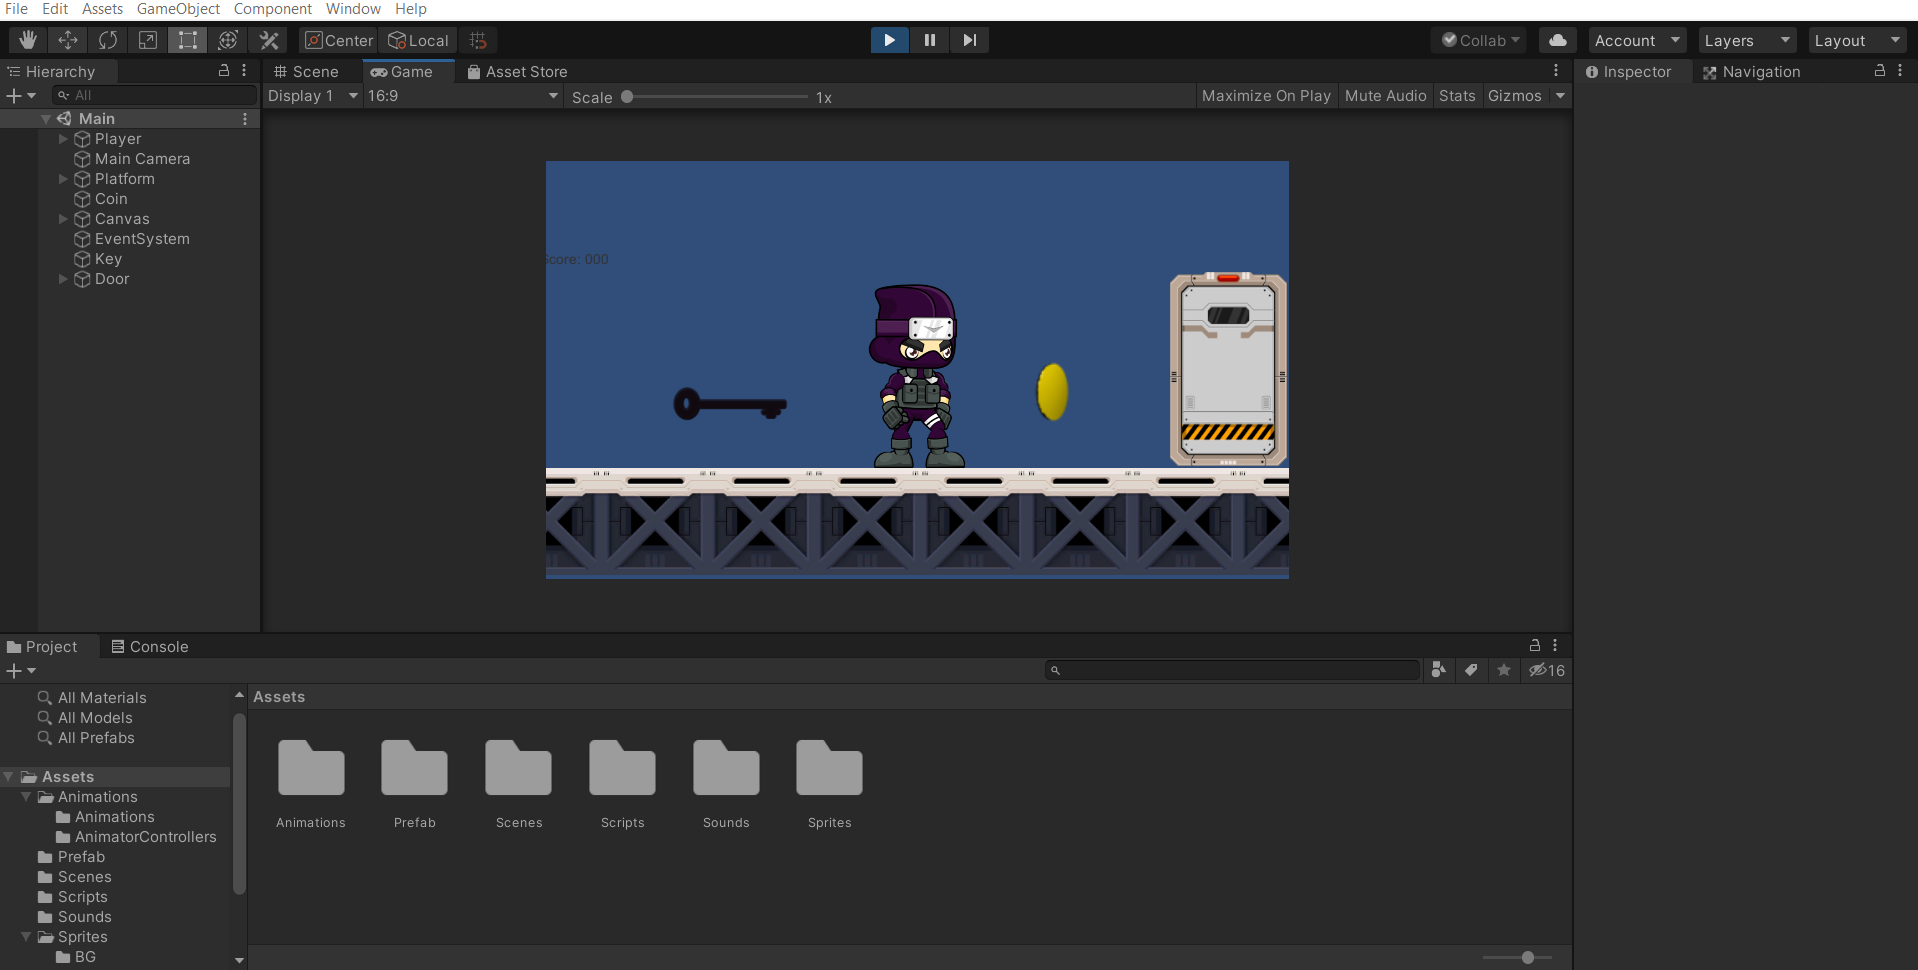 File Edit Assets GameObject Component Window Help
Center Local Collab Account Layers Layout
Hierarchy
All
Main
Player
Main Camera
Platform
Coin
Canvas
EventSystem
Key
Door
Scene Game Asset Store
Display 1 16:9 Scale 1x Maximize On Play Mute Audio Stats Gizmos
Score: 000
Inspector Navigation
Project Console
16
All Materials
All Models
All Prefabs
Assets
Animations
Animations
AnimatorControllers
Prefab
Scenes
Scripts
Sounds
Sprites
BG
Assets
Animations Prefab Scenes Scripts Sounds Sprites